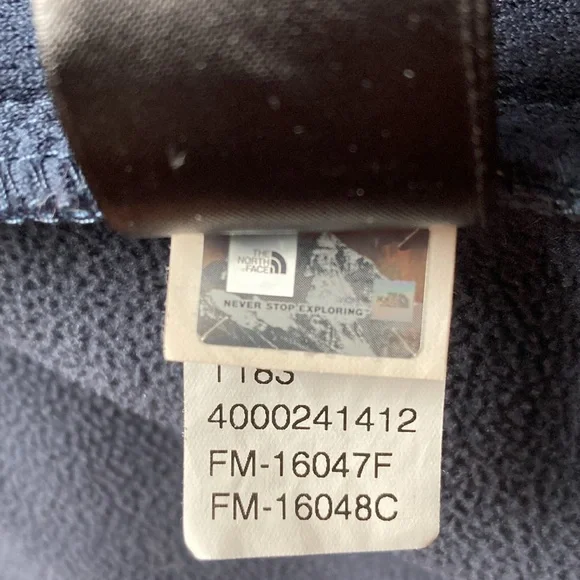 THE
NORTH
FACE
NEVER STOP EXPLORING
4000241412
FM-16047F
FM-16048C